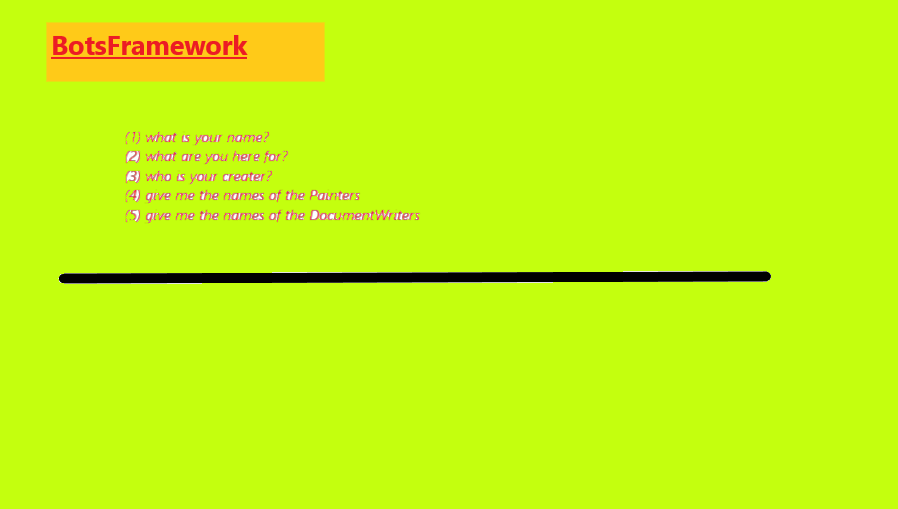 BotsFramework
(1) what is your name?
(2) what are you here for?
(3) who is your creater?
(4) give me the names of the Painters
(5) give me the names of the DocumentWriters